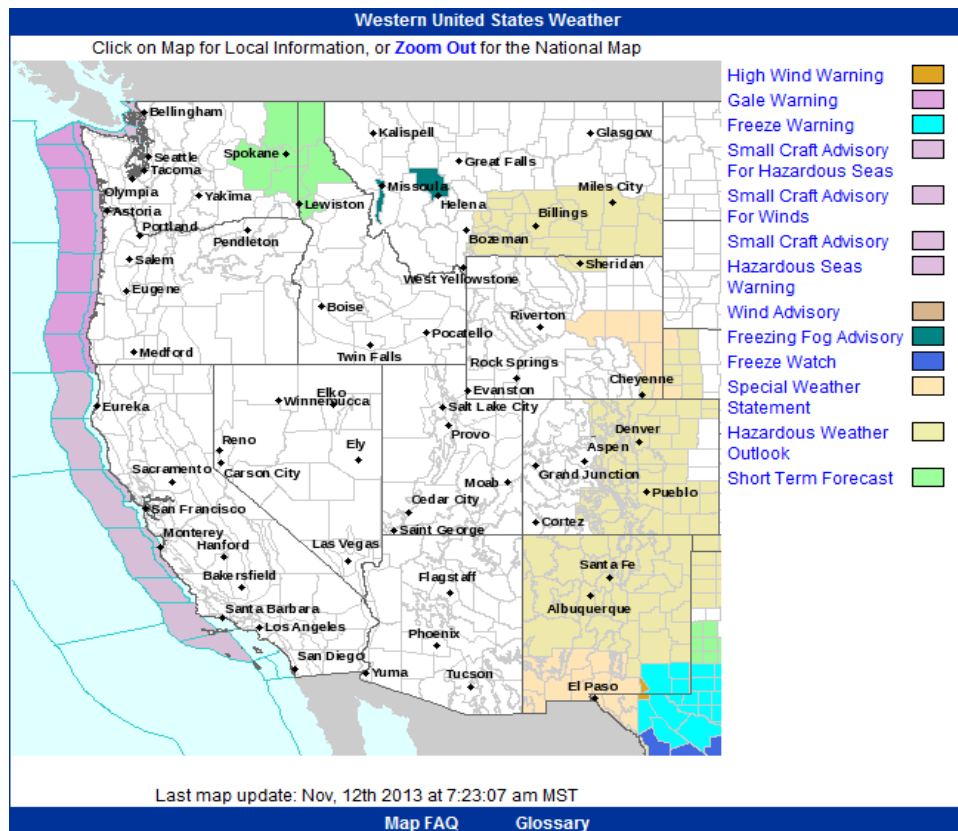 Western United States Weather
Click on Map for Local Information, or Zoom Out for the National Map
Bellingham
Seattle
Tacoma
Olympia
Astoria
Portland
Salem
Eugene
Medford
Yakima
Spokane
Pendleton
Lewiston
Kalispell
Missoula
Great Falls
Helena
Glasgow
Miles City
Billings
Bozeman
West Yellowstone
Sheridan
Boise
Twin Falls
Pocatello
Riverton
Rock Springs
Evanston
Cheyenne
Eureka
Winnemucca
Elko
Salt Lake City
Provo
Reno
Carson City
Ely
Sacramento
San Francisco
Moab
Cedar City
Saint George
Denver
Aspen
Grand Junction
Pueblo
Cortez
Monterey
Hanford
Las Vegas
Bakersfield
Santa Barbara
Los Angeles
San Diego
Flagstaff
Phoenix
Yuma
Tucson
Santa Fe
Albuquerque
El Paso
High Wind Warning
Gale Warning
Freeze Warning
Small Craft Advisory
For Hazardous Seas
Small Craft Advisory
For Winds
Small Craft Advisory
Hazardous Seas
Warning
Wind Advisory
Freezing Fog Advisory
Freeze Watch
Special Weather
Statement
Hazardous Weather
Outlook
Short Term Forecast
Last map update: Nov, 12th 2013 at 7:23:07 am MST
Map FAQ Glossary